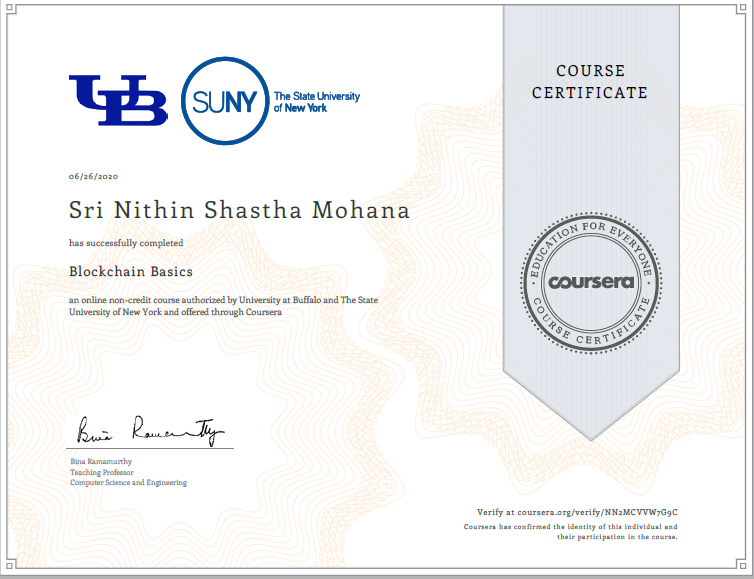 UB
SUNY
The State University
of New York
COURSE
CERTIFICATE
06/26/2020
Sri Nithin Shastha Mohana
has successfully completed
Blockchain Basics
an online non-credit course authorized by University at Buffalo and The State
University of New York and offered through Coursera
EDUCATION FOR EVERYONE
coursera
COURSE CERTIFICATE
Bina Ramamurthy
Bina Ramamurthy
Teaching Professor
Computer Science and Engineering
Verify at coursera.org/verify/NN2MCVVW7G9C
Coursera has confirmed the identity of this individual and
their participation in the course.